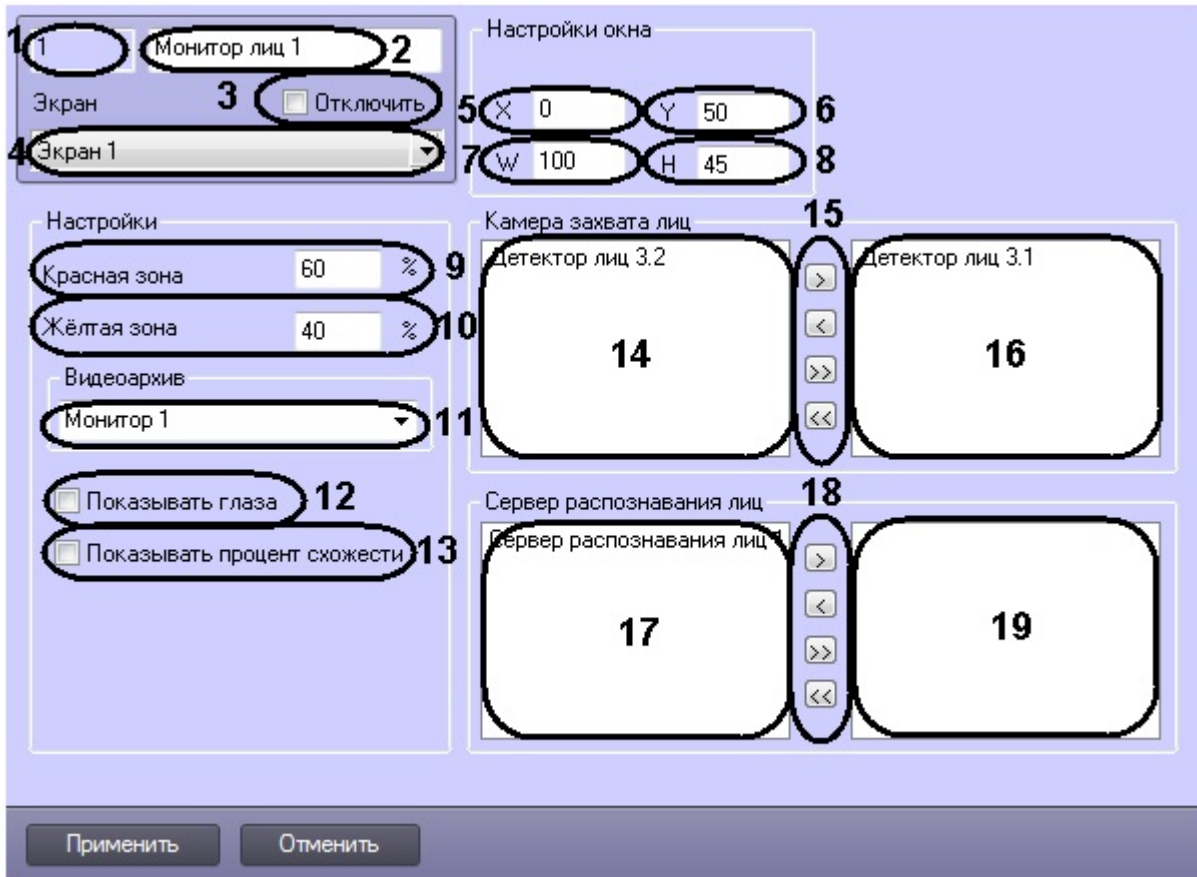 1 1 Монитор лиц 1 2
Экран 3 Отключить
4 Экран 1
Настройки окна
5 X 0 Y 50 6
7 W 100 H 45 8
Настройки
Красная зона 60 % 9
Жёлтая зона 40 % 10
Видеоархив
Монитор 1 11
Показывать глаза 12
Показывать процент схожести 13
Камера захвата лиц 15
Детектор лиц 3.2 > Детектор лиц 3.1
<
14 >> 16
<<
Сервер распознавания лиц 18
Сервер распознавания лиц 1 >
<
17 >> 19
<<
Применить Отменить